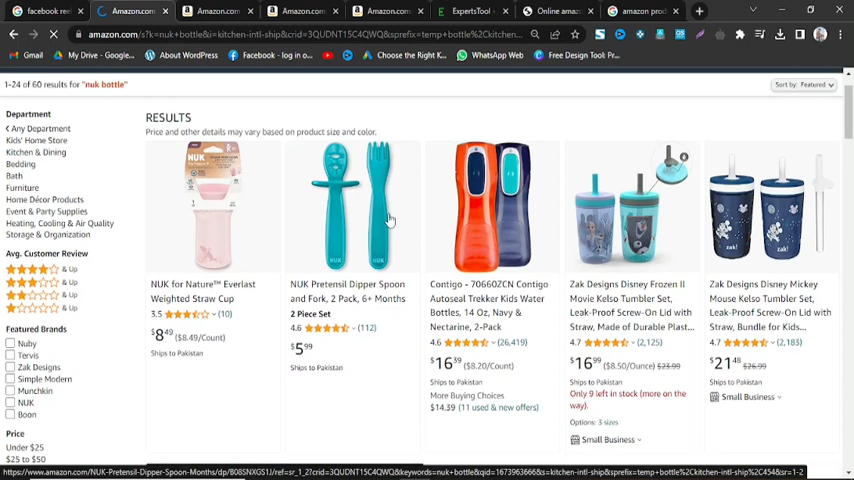 facebook ree
Amazon.com
Amazon.com
Amazon.com
Amazon.com
ExpertsTool
Online amaz
amazon prod
amazon.com/s?k=nuk+bottle&i=kitchen-intl-ship&crid=3QUDNT15C4QWQ&sprefix=temp+bottle%2Ckitchen-intl-ship%2C4...
Gmail
My Drive - Google...
About WordPress
Facebook - log in o...
Choose the Right K...
WhatsApp Web
Free Design Tool: Pr...
1-24 of 60 results for "nuk bottle"
Sort by: Featured
Department
Any Department
Kids' Home Store
Kitchen & Dining
Bedding
Bath
Furniture
Home Décor Products
Event & Party Supplies
Heating, Cooling & Air Quality
Storage & Organization
Avg. Customer Review
& Up
& Up
& Up
& Up
Featured Brands
Nuby
Tervis
Zak Designs
Simple Modern
Munchkin
NUK
Boon
Price
Under $25
$25 to $50
RESULTS
Price and other details may vary based on product size and color.
NUK
NUK for Nature™ Everlast
Weighted Straw Cup
3.5 (10)
$8 49 ($8.49/Count)
Ships to Pakistan
NUK NUK
NUK Pretensil Dipper Spoon
and Fork, 2 Pack, 6+ Months
2 Piece Set
4.6 (112)
$5 99
Ships to Pakistan
Contigo - 70660ZCN Contigo
Autoseal Trekker Kids Water
Bottles, 14 Oz, Navy &
Nectarine, 2-Pack
4.6 (26,419)
$16 39 ($8.20/Count)
Ships to Pakistan
More Buying Choices
$14.39 (11 used & new offers)
Zak Designs Disney Frozen II
Movie Kelso Tumbler Set,
Leak-Proof Screw-On Lid with
Straw, Made of Durable Plast...
4.7 (2,125)
$16 99 ($8.50/Ounce) $23.99
Ships to Pakistan
Only 9 left in stock (more on the
way).
Options: 3 sizes
Small Business
zak! zak!
Zak Designs Disney Mickey
Mouse Kelso Tumbler Set,
Leak-Proof Screw-On Lid with
Straw, Bundle for Kids...
4.7 (2,183)
$21 48 $26.99
Ships to Pakistan
Small Business
https://www.amazon.com/NUK-Pretensil-Dipper-Spoon-Months/dp/B08SNXGS1J/ref=sr_1_2?crid=3QUDNT15C4QWQ&keywords=nuk+bottle&qid=1673963666&s=kitchen-intl-ship&sprefix=temp+bottle%2Ckitchen-intl-ship%2C454&sr=1-2